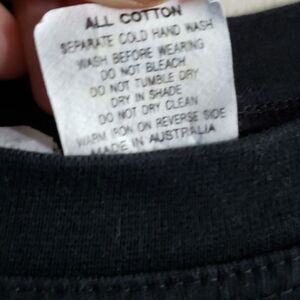 ALL COTTON
SEPARATE COLD HAND WASH
WASH BEFORE WEARING
DO NOT BLEACH
DO NOT TUMBLE DRY
DRY IN SHADE
DO NOT DRY CLEAN
WARM IRON ON REVERSE SIDE
MADE IN AUSTRALIA